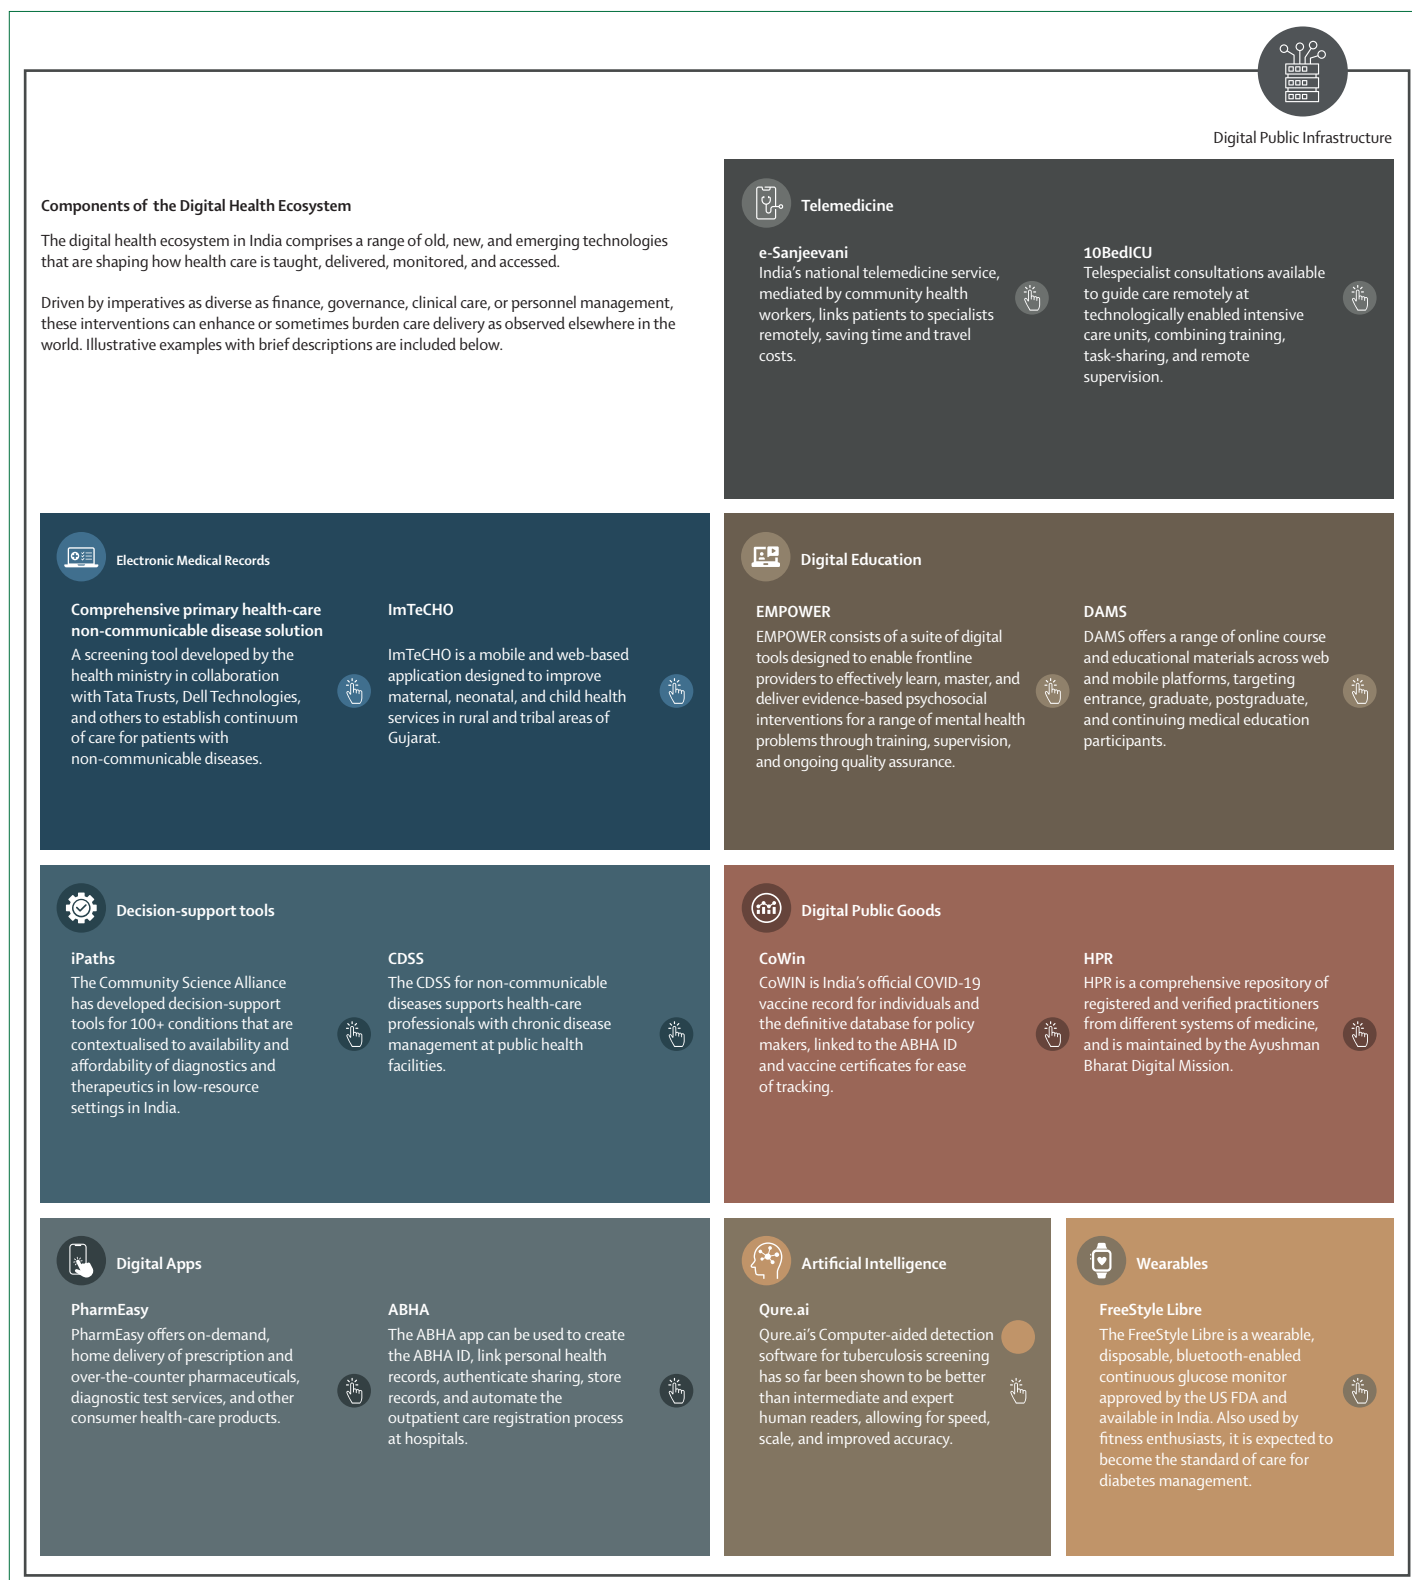 Digital Public Infrastructure
Components of the Digital Health Ecosystem
The digital health ecosystem in India comprises a range of old, new, and emerging technologies
that are shaping how health care is taught, delivered, monitored, and accessed.
Driven by imperatives as diverse as finance, governance, clinical care, or personnel management,
these interventions can enhance or sometimes burden care delivery as observed elsewhere in the
world. Illustrative examples with brief descriptions are included below.
Telemedicine
e-Sanjeevani
India's national telemedicine service,
mediated by community health
workers, links patients to specialists
remotely, saving time and travel
costs.
10BedICU
Telespecialist consultations available
to guide care remotely at
technologically enabled intensive
care units, combining training,
task-sharing, and remote
supervision.
Electronic Medical Records
Comprehensive primary health-care
non-communicable disease solution
A screening tool developed by the
health ministry in collaboration
with Tata Trusts, Dell Technologies,
and others to establish continuum
of care for patients with
non-communicable diseases.
ImTeCHO
ImTeCHO is a mobile and web-based
application designed to improve
maternal, neonatal, and child health
services in rural and tribal areas of
Gujarat.
Digital Education
EMPOWER
EMPOWER consists of a suite of digital
tools designed to enable frontline
providers to effectively learn, master, and
deliver evidence-based psychosocial
interventions for a range of mental health
problems through training, supervision,
and ongoing quality assurance.
DAMS
DAMS offers a range of online course
and educational materials across web
and mobile platforms, targeting
entrance, graduate, postgraduate,
and continuing medical education
participants.
Decision-support tools
iPaths
The Community Science Alliance
has developed decision-support
tools for 100+ conditions that are
contextualised to availability and
affordability of diagnostics and
therapeutics in low-resource
settings in India.
CDSS
The CDSS for non-communicable
diseases supports health-care
professionals with chronic disease
management at public health
facilities.
Digital Public Goods
CoWin
CoWIN is India's official COVID-19
vaccine record for individuals and
the definitive database for policy
makers, linked to the ABHA ID
and vaccine certificates for ease
of tracking.
HPR
HPR is a comprehensive repository of
registered and verified practitioners
from different systems of medicine,
and is maintained by the Ayushman
Bharat Digital Mission.
Digital Apps
PharmEasy
PharmEasy offers on-demand,
home delivery of prescription and
over-the-counter pharmaceuticals,
diagnostic test services, and other
consumer health-care products.
ABHA
The ABHA app can be used to create
the ABHA ID, link personal health
records, authenticate sharing, store
records, and automate the
outpatient care registration process
at hospitals.
Artificial Intelligence
Qure.ai
Qure.ai's Computer-aided detection
software for tuberculosis screening
has so far been shown to be better
than intermediate and expert
human readers, allowing for speed,
scale, and improved accuracy.
Wearables
FreeStyle Libre
The FreeStyle Libre is a wearable,
disposable, bluetooth-enabled
continuous glucose monitor
approved by the US FDA and
available in India. Also used by
fitness enthusiasts, it is expected to
become the standard of care for
diabetes management.